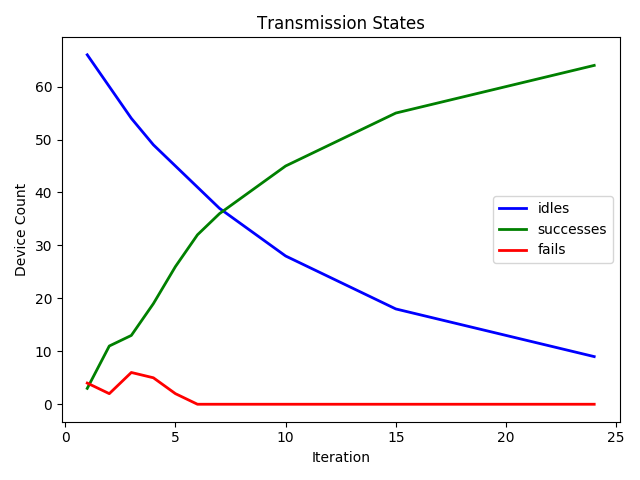 Transmission States
Device Count
60
50
40
30
20
10
0
idles
successes
fails
0 5 10 15 20 25
Iteration